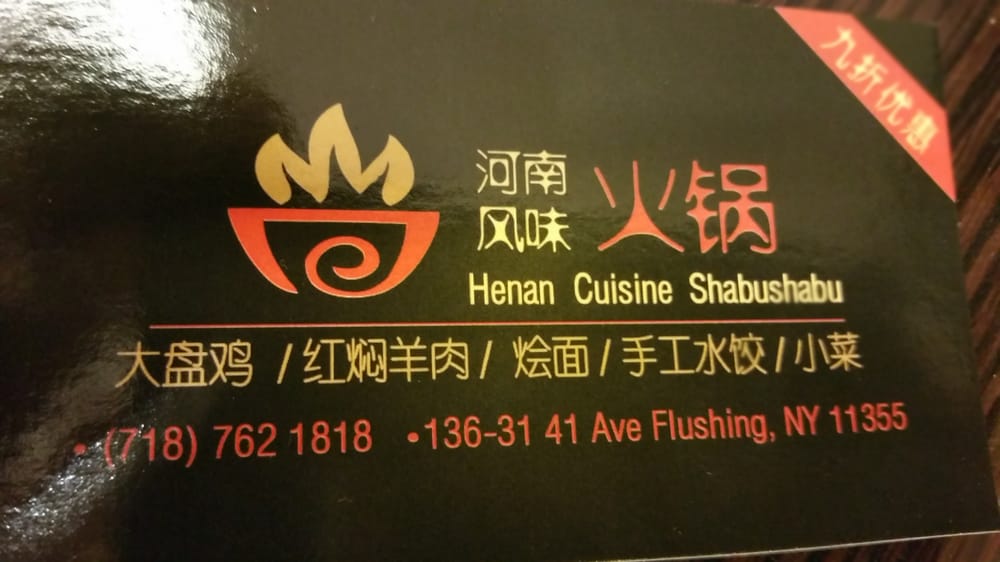 九折优惠
河南
风味
火锅
Henan Cuisine Shabushabu
大盘鸡 / 红焖羊肉 / 烩面 / 手工水饺 / 小菜
• (718) 762 1818 •136-31 41 Ave Flushing, NY 11355